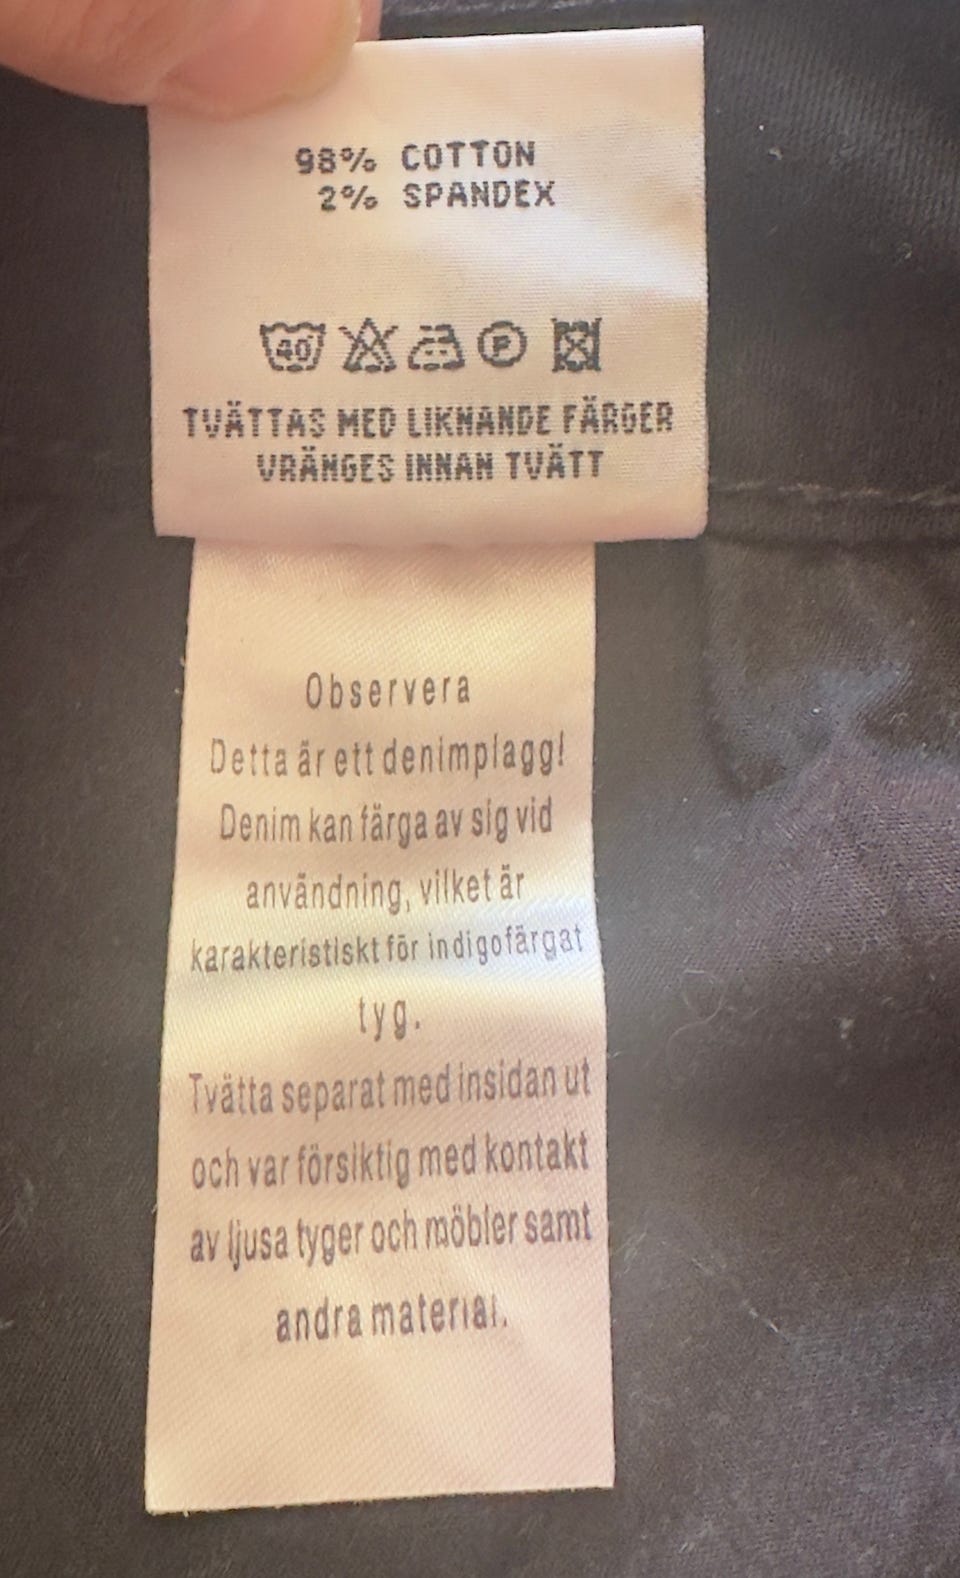 98% COTTON
2% SPANDEX
40 P
TVÄTTAS MED LIKNANDE FÄRGER
VRÄNGES INNAN TVÄTT
Observera
Detta är ett denimplagg!
Denim kan färga av sig vid
användning, vilket är
karakteristiskt för indigofärgat
tyg.
Tvätta separat med insidan ut
och var försiktig med kontakt
av ljusa tyger och möbler samt
andra material.